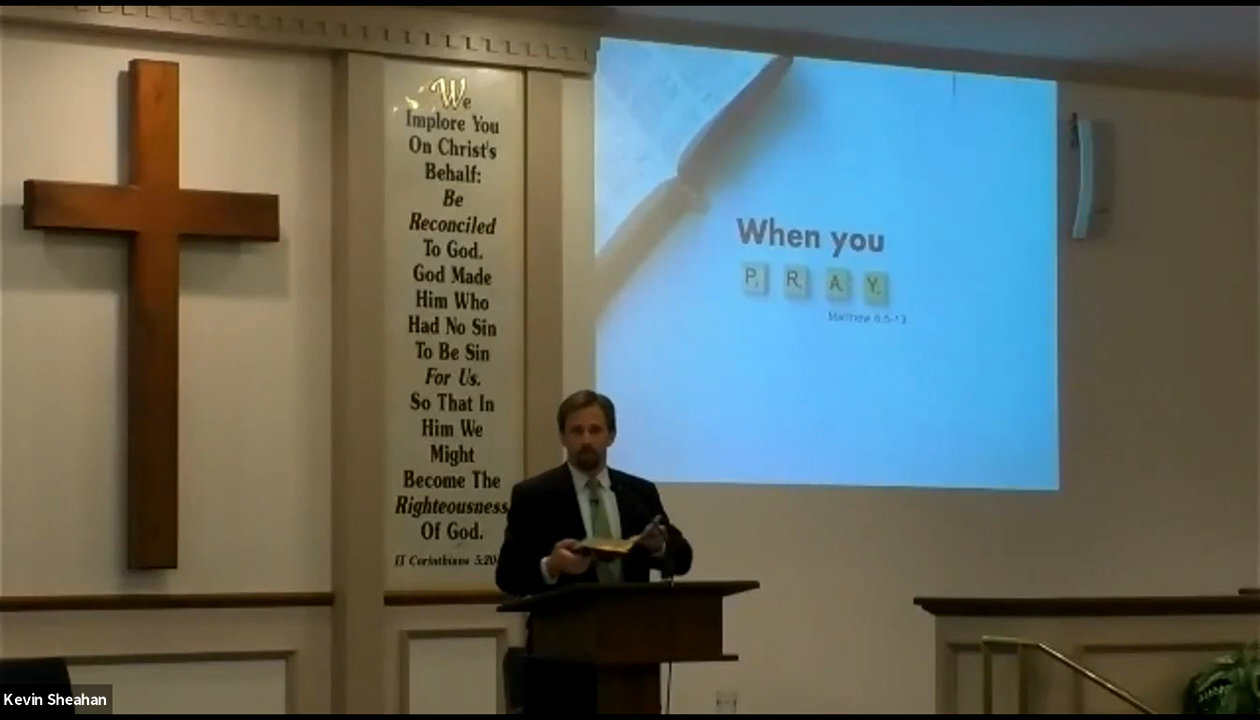 We
Implore You
On Christ's
Behalf:
Be
Reconciled
To God.
God Made
Him Who
Had No Sin
To Be Sin
For Us.
So That In
Him We
Might
Become The
Righteousness
Of God.
II Corinthians 5:20
When you
P R A Y
Matthew 6:5-13
Kevin Sheahan